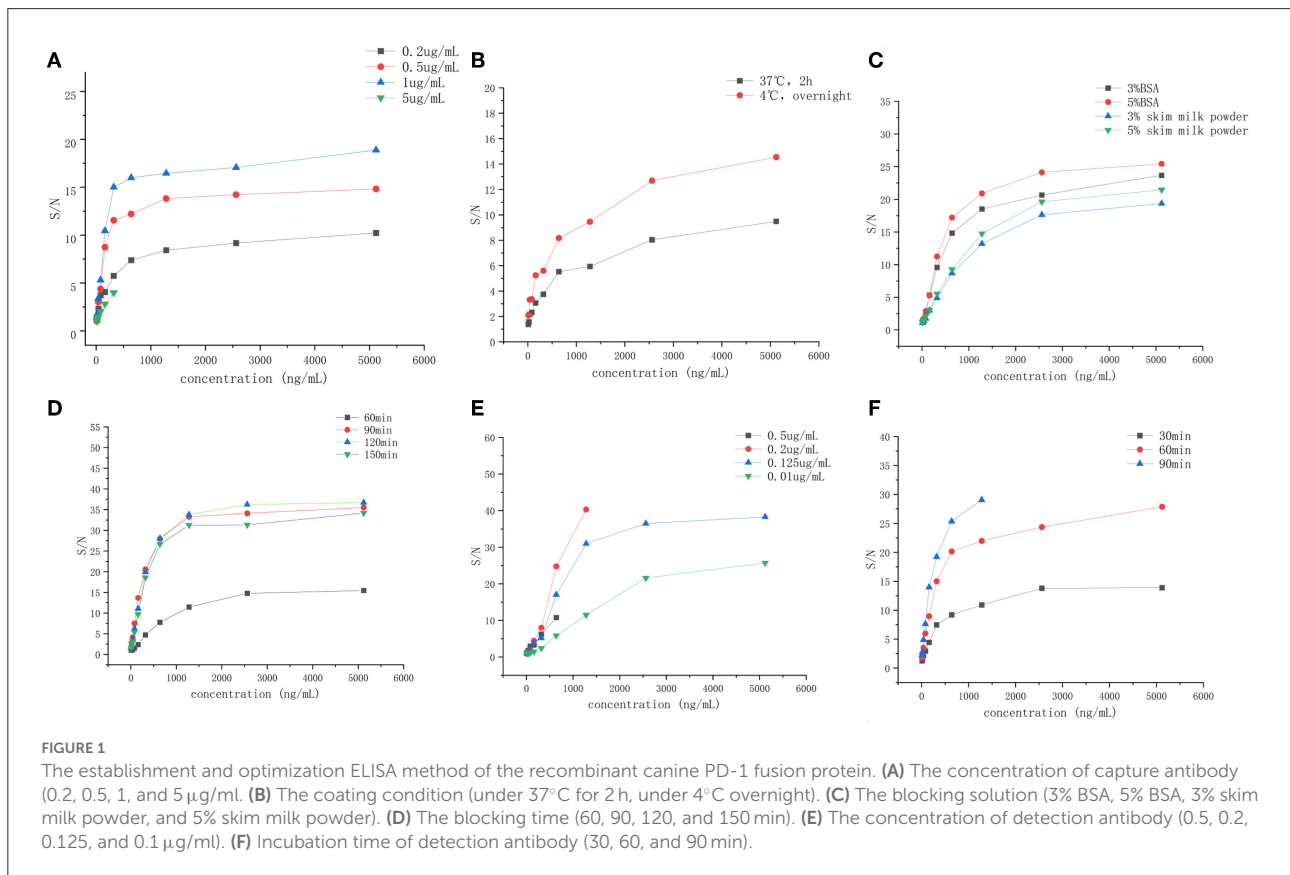 A
0.2ug/mL
0.5ug/mL
1ug/mL
5ug/mL
25
20
15
10
5
0
S/N
0
1000
2000
3000
4000
5000
6000
concentration (ng/mL)
B
37℃, 2h
4℃, overnight
20
18
16
14
12
10
8
6
4
2
0
S/N
0
1000
2000
3000
4000
5000
6000
concentration (ng/mL)
C
3%BSA
5%BSA
3% skim milk powder
5% skim milk powder
35
30
25
20
15
10
5
0
S/N
0
1000
2000
3000
4000
5000
6000
concentration (ng/mL)
D
60min
90min
120min
150min
55
50
45
40
35
30
25
20
15
10
5
0
S/N
0
1000
2000
3000
4000
5000
6000
concentration (ng/mL)
E
0.5ug/mL
0.2ug/mL
0.125ug/mL
0.01ug/mL
60
50
40
30
20
10
0
S/N
0
1000
2000
3000
4000
5000
6000
concentration (ng/mL)
F
30min
60min
90min
40
35
30
25
20
15
10
5
0
S/N
0
1000
2000
3000
4000
5000
6000
concentration (ng/mL)
FIGURE 1
The establishment and optimization ELISA method of the recombinant canine PD-1 fusion protein. (A) The concentration of capture antibody
(0.2, 0.5, 1, and 5 μg/ml. (B) The coating condition (under 37°C for 2 h, under 4°C overnight). (C) The blocking solution (3% BSA, 5% BSA, 3% skim
milk powder, and 5% skim milk powder). (D) The blocking time (60, 90, 120, and 150 min). (E) The concentration of detection antibody (0.5, 0.2,
0.125, and 0.1 μg/ml). (F) Incubation time of detection antibody (30, 60, and 90 min).